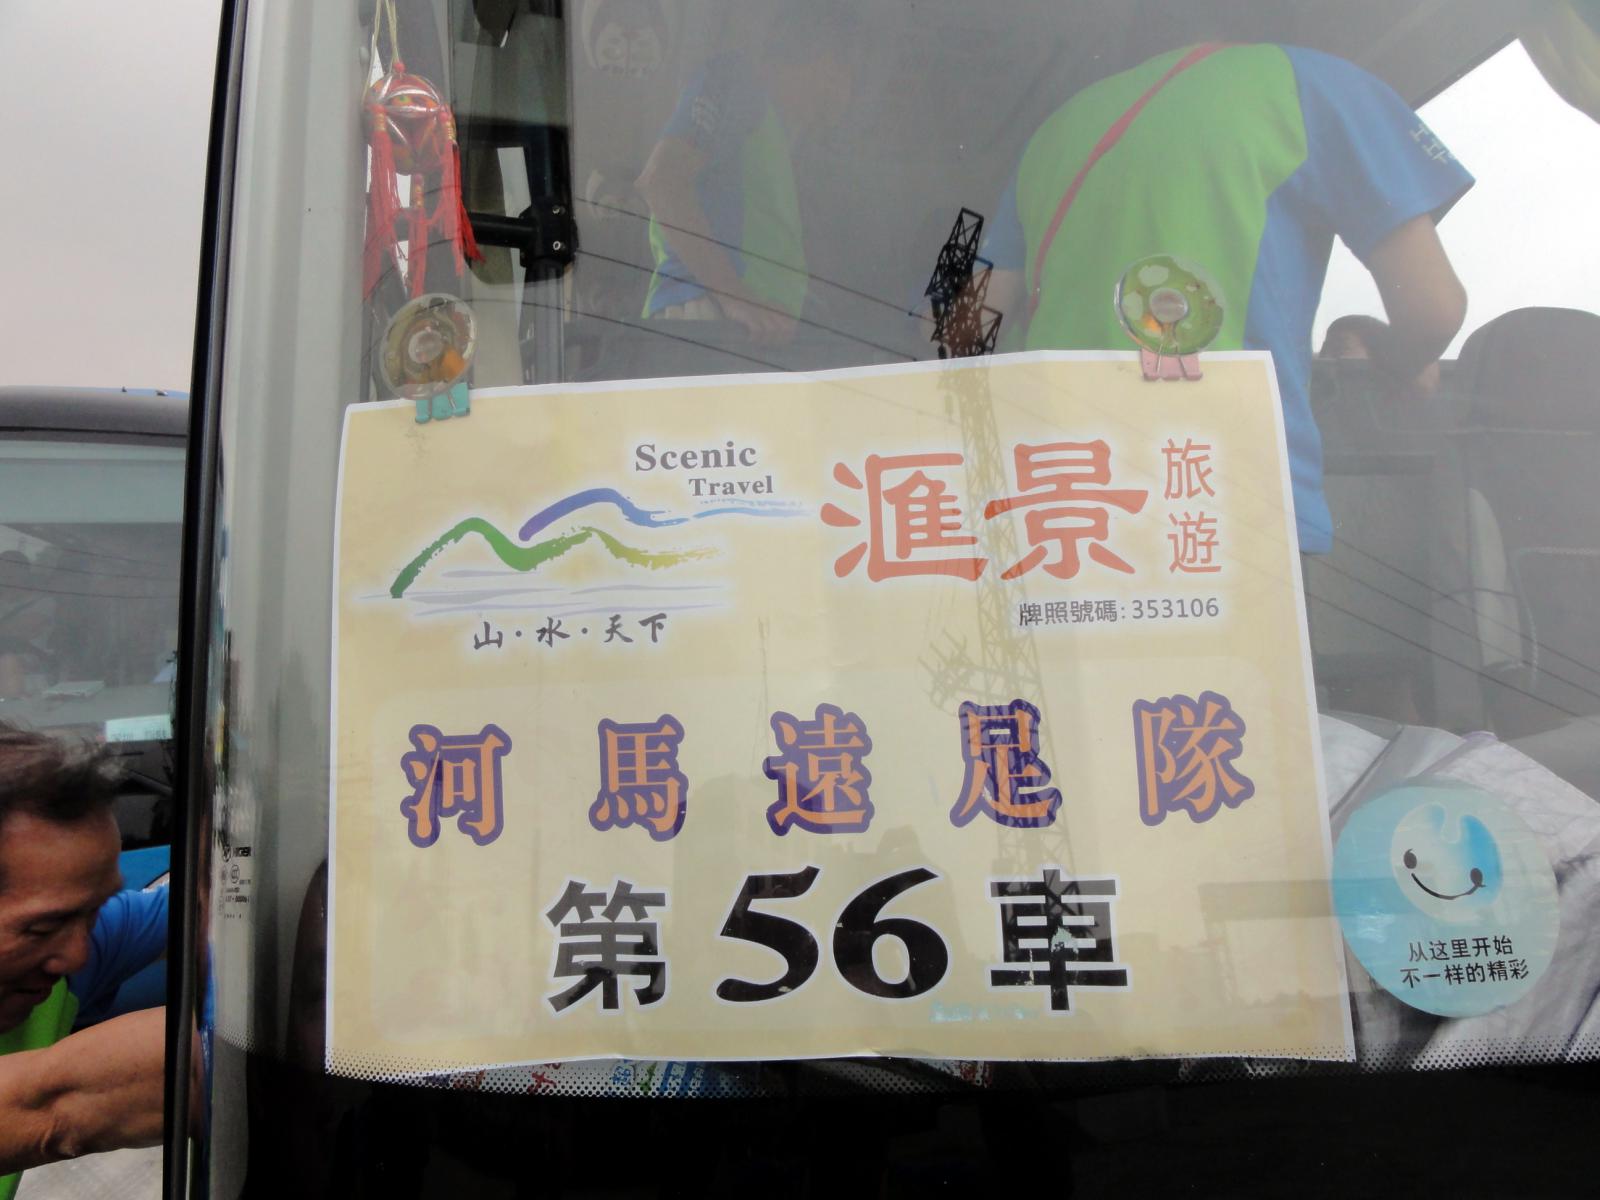 Scenic
Travel
滙景
旅遊
牌照號碼:353106
山·水·天下
河馬遠足隊
第56車
从这里开始
不一样的精彩